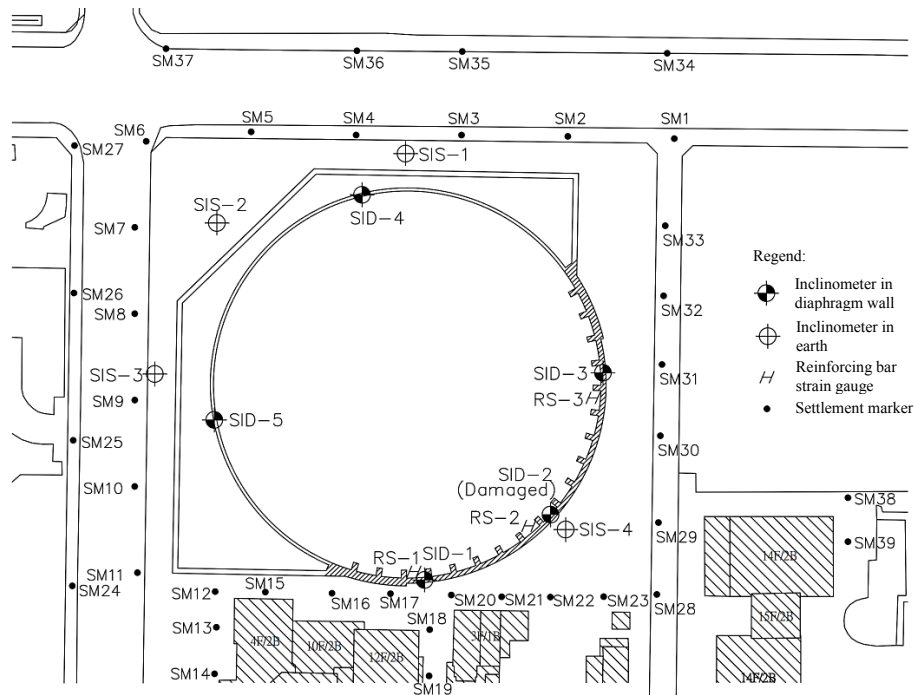 SM37
SM36
SM35
SM34
SM6
SM5
SM4
SM3
SM2
SM1
SM27
SIS-1
SIS-2
SID-4
SM7
SM33
Regend:
Inclinometer in
diaphragm wall
SM26
SM32
SM8
Inclinometer in
earth
SIS-3
SID-3
SM31
Reinforcing bar
strain gauge
SM9
RS-3
Settlement marker
SID-5
SM25
SM30
SID-2
(Damaged)
SM10
SM38
RS-2
SIS-4
SM29
SM39
RS-1
SID-1
14F/2B
SM11
SM24
SM12
SM15
SM16
SM17
SM20
SM21
SM22
SM23
SM28
SM13
SM18
15F/2B
4F/2B
10F/2B
12F/2B
3F/1B
SM14
SM19
14F/2B